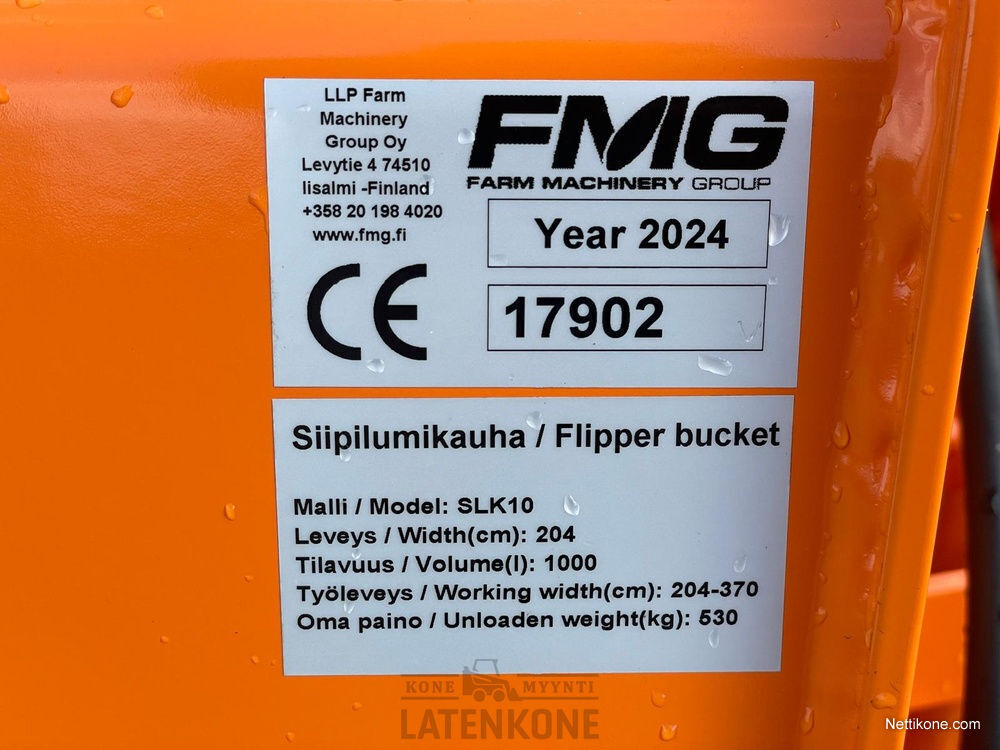 LLP Farm
Machinery
Group Oy
Levytie 4 74510
Iisalmi -Finland
+358 20 198 4020
www.fmg.fi
CE
FMG
FARM MACHINERY GROUP
Year 2024
17902
Siipilumikauha / Flipper bucket
Malli / Model: SLK10
Leveys / Width(cm): 204
Tilavuus / Volume(l): 1000
Työleveys / Working width(cm): 204-370
Oma paino / Unloaden weight(kg): 530
KONE MYYNTI
LATENKONE
Nettikone.com